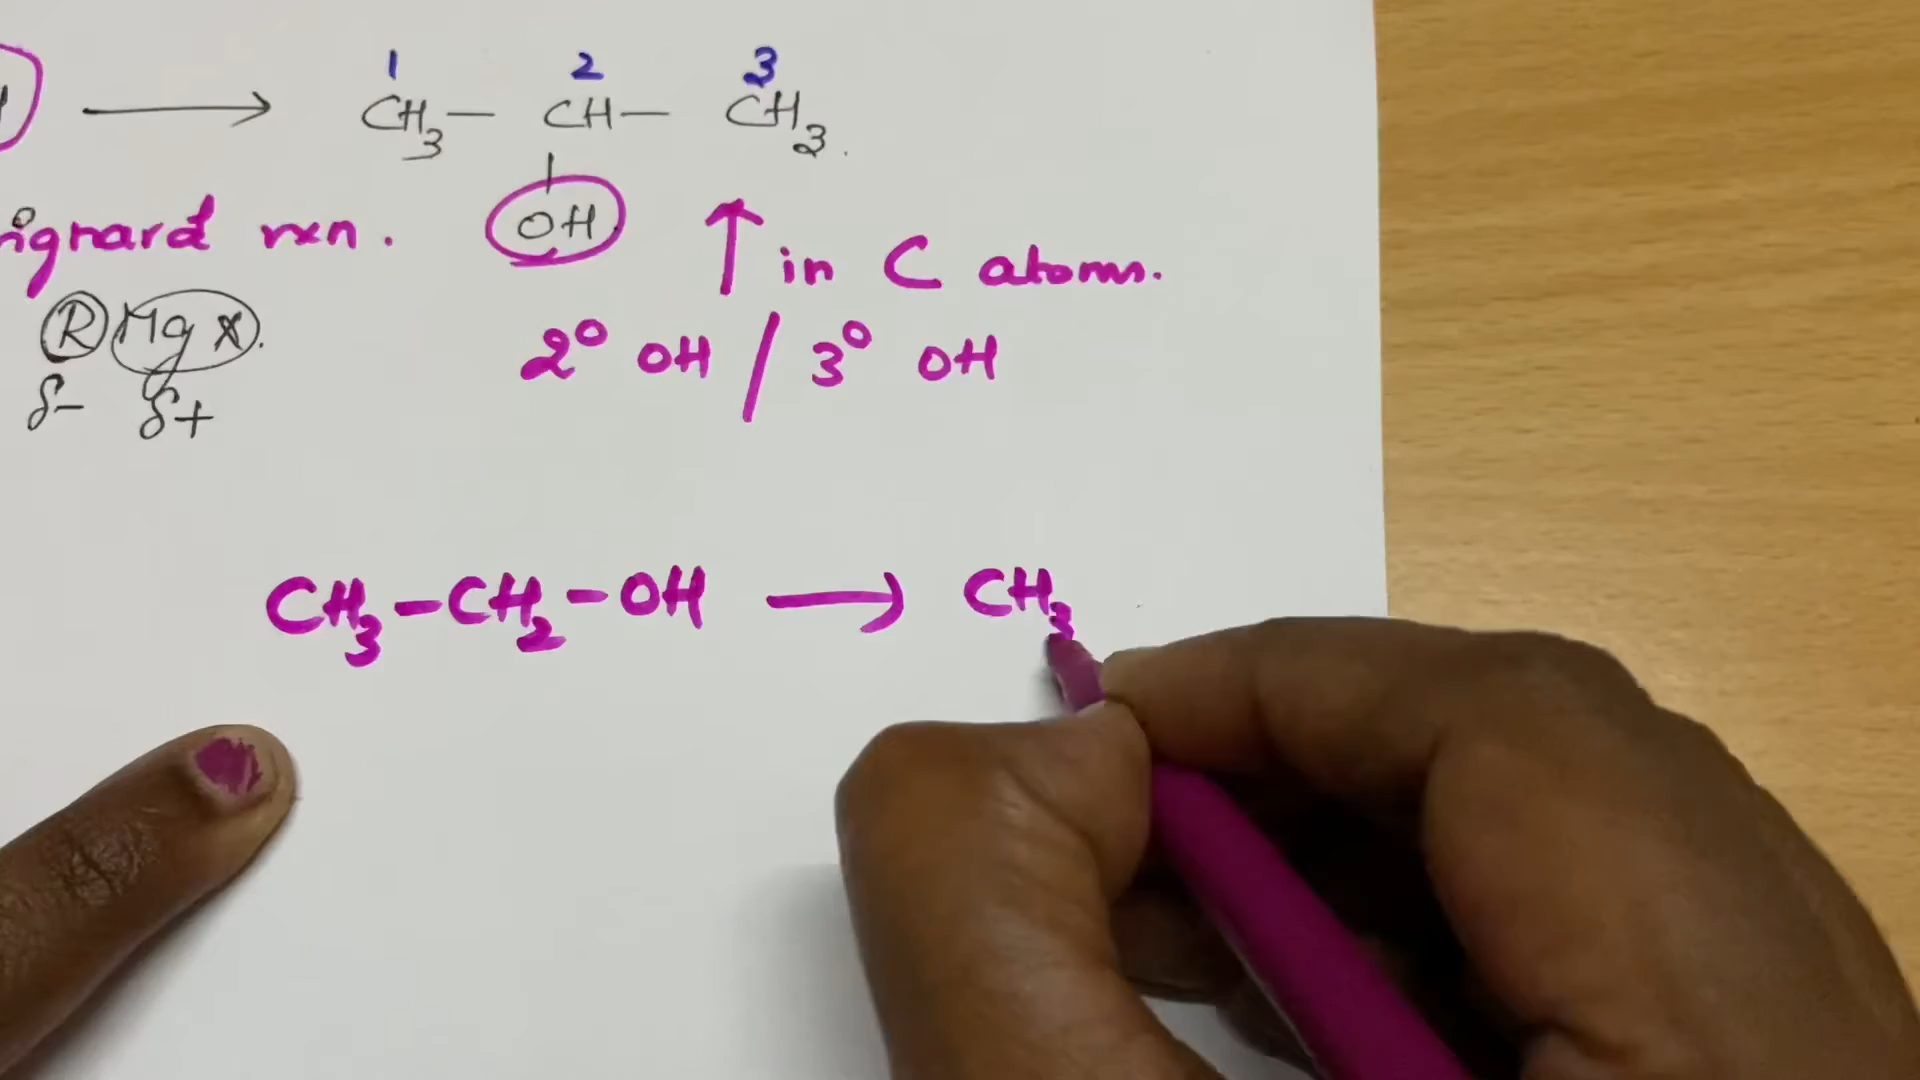 1 2 3
⟶ CH₃ — CH — CH₃.
OH
ignard rxn.
↑ in C atoms.
R Mg X.
2° OH / 3° OH
δ- δ+
CH₃-CH₂-OH ⟶ CH₃